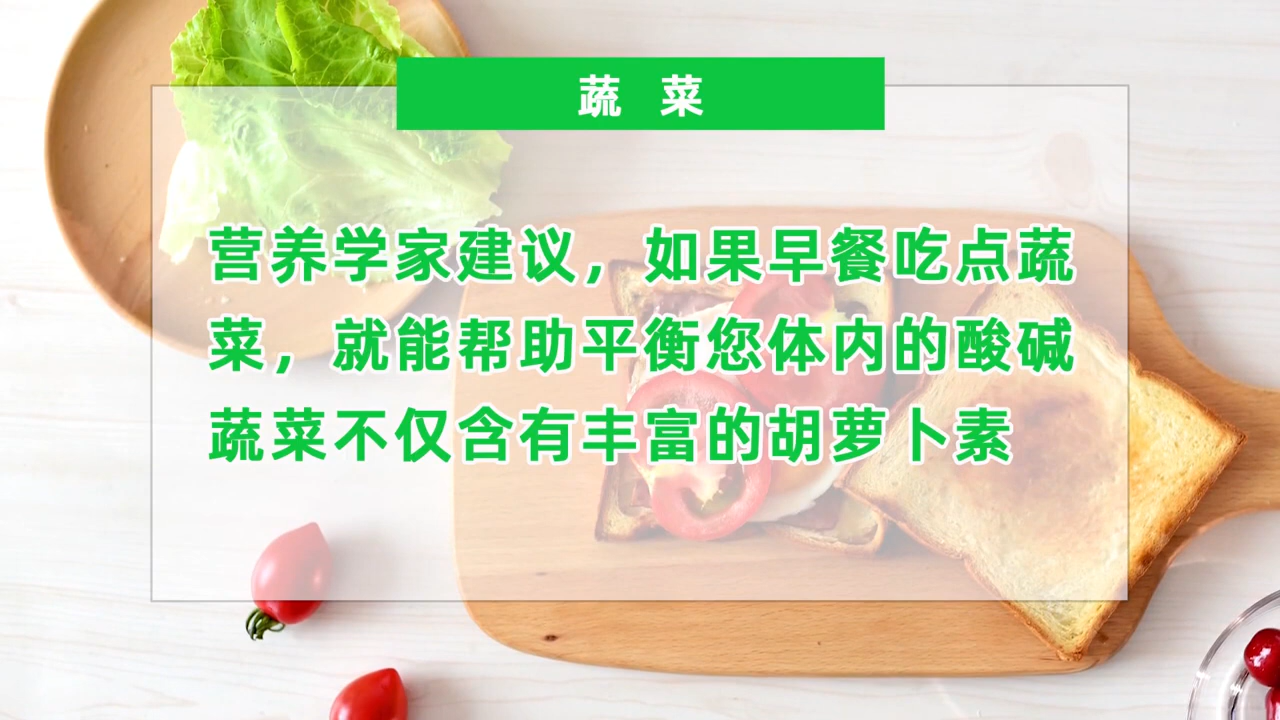 蔬 菜
营养学家建议，如果早餐吃点蔬
菜，就能帮助平衡您体内的酸碱
蔬菜不仅含有丰富的胡萝卜素